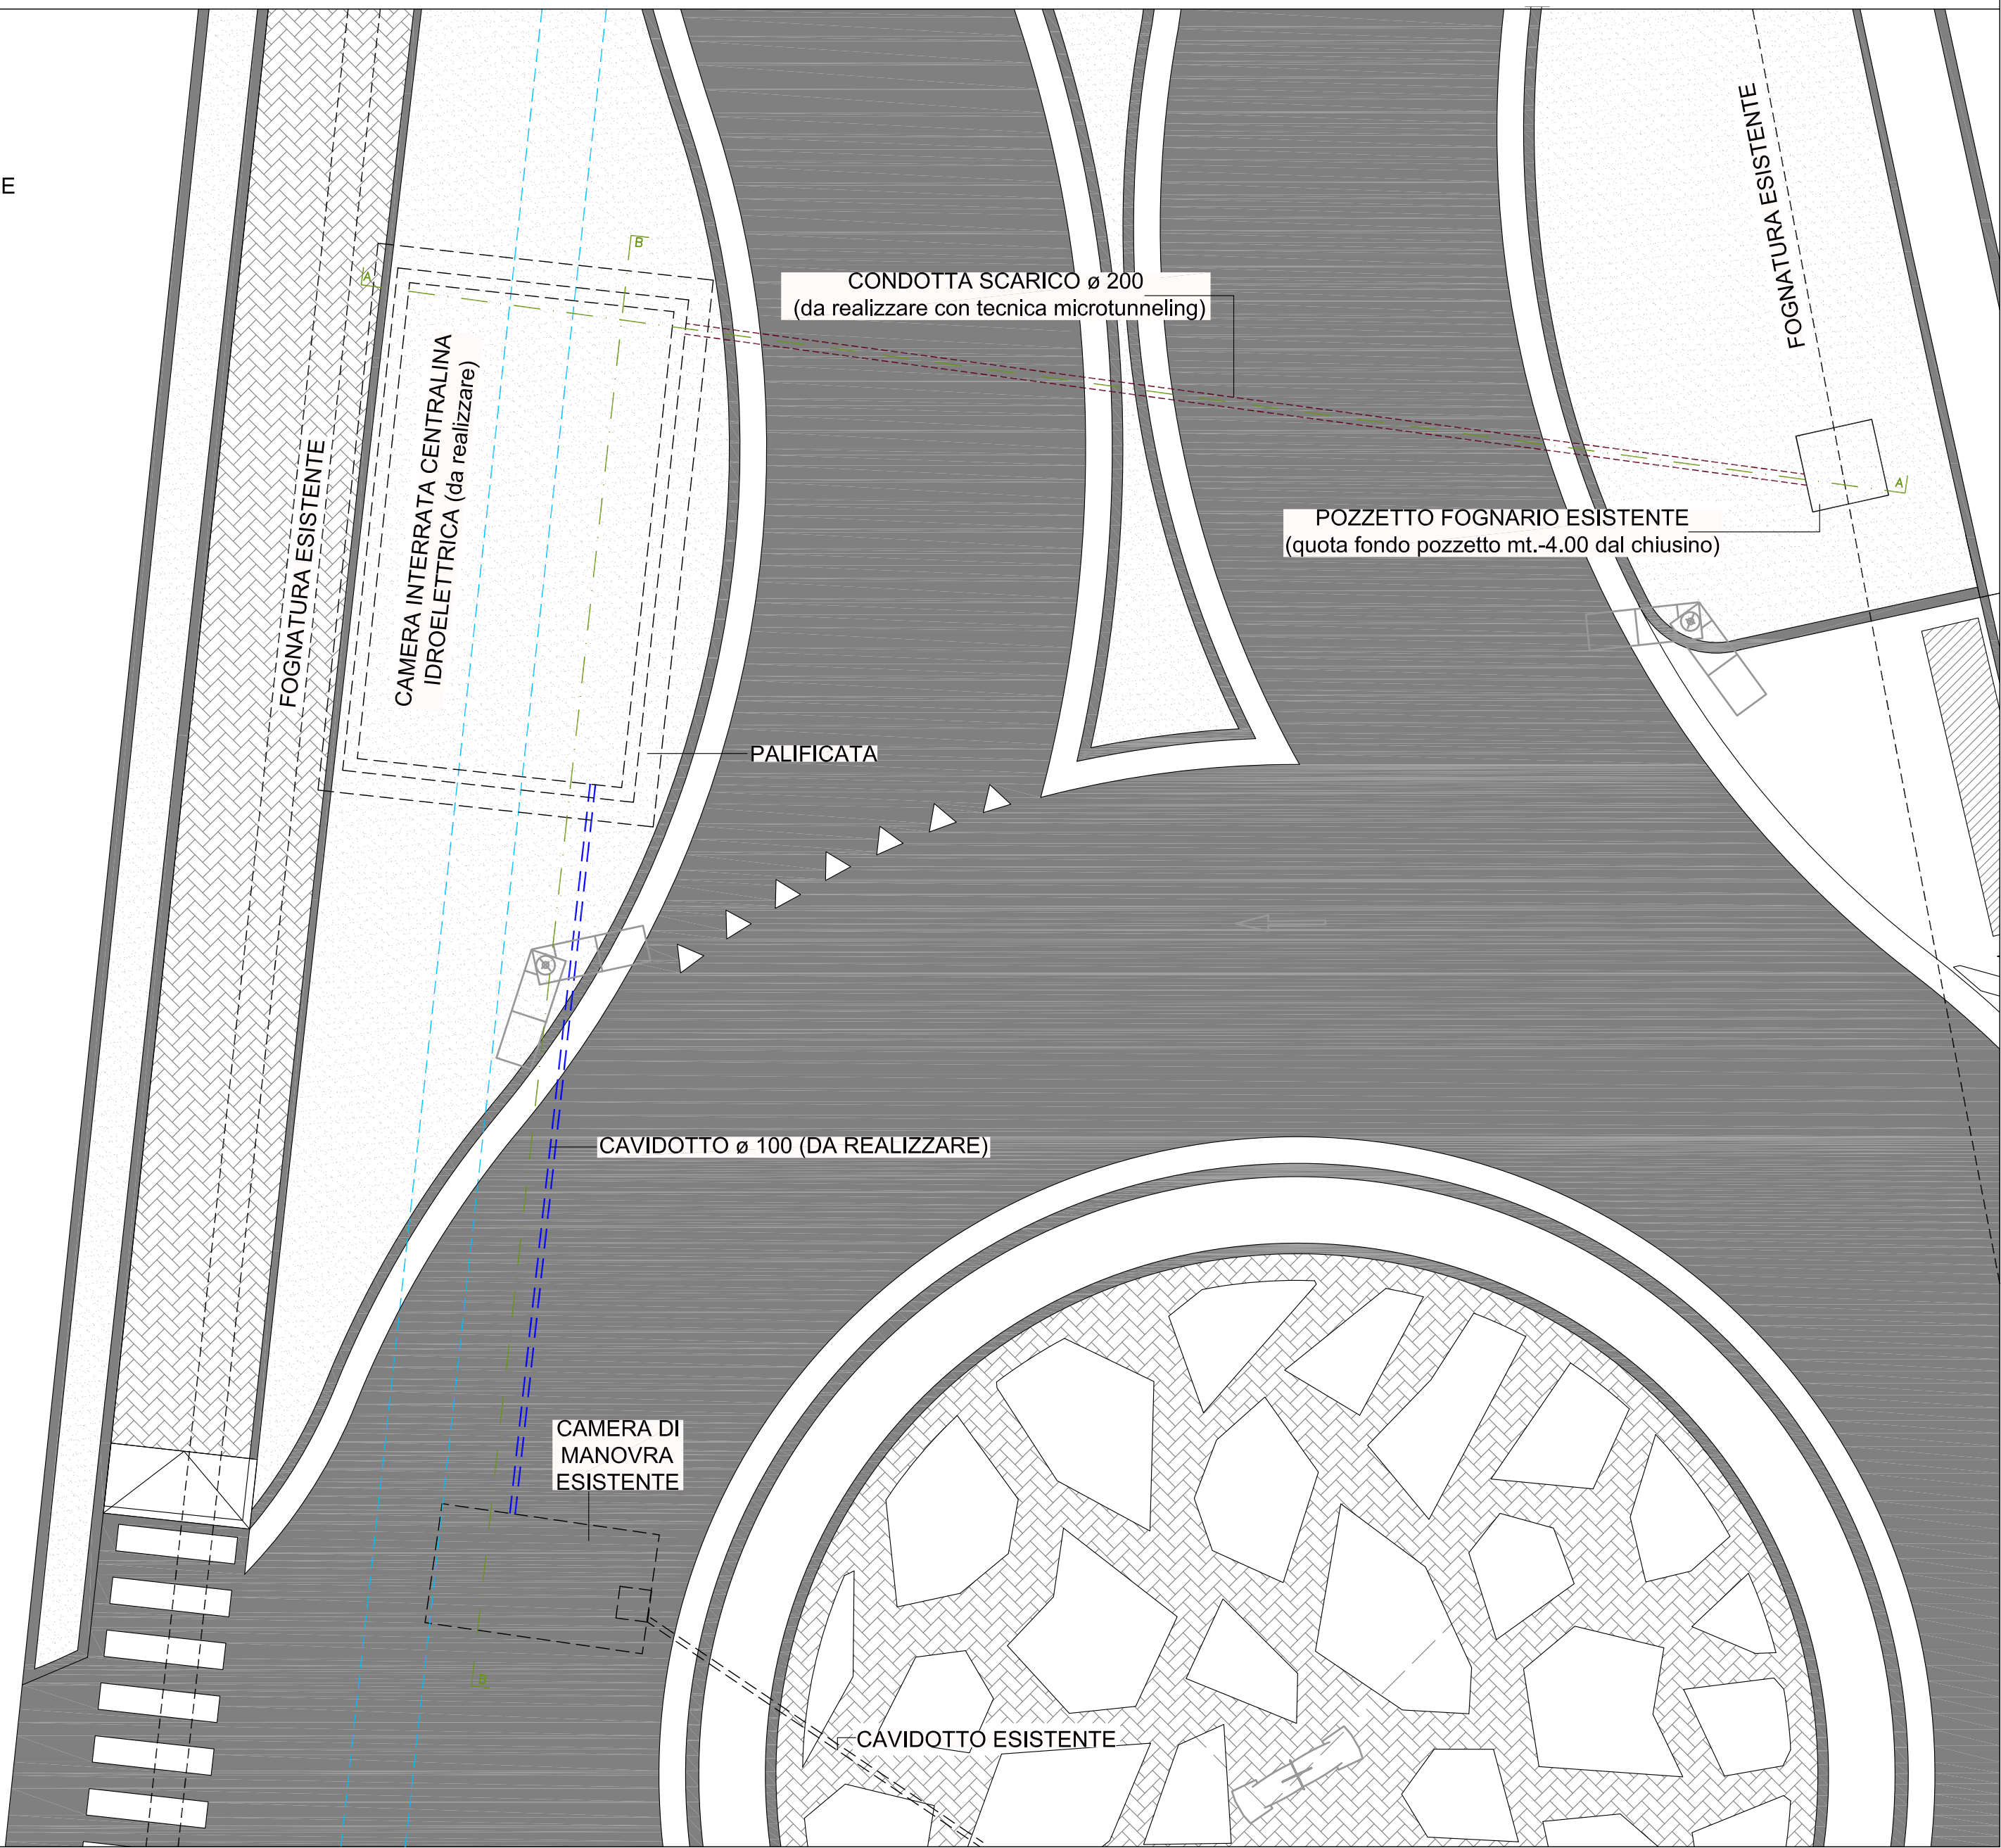 E
FOGNATURA ESISTENTE
B
A
CONDOTTA SCARICO ø 200
(da realizzare con tecnica microtunneling)
CAMERA INTERRATA CENTRALINA
IDROELETTRICA (da realizzare)
FOGNATURA ESISTENTE
A
POZZETTO FOGNARIO ESISTENTE
(quota fondo pozzetto mt.-4.00 dal chiusino)
PALIFICATA
CAVIDOTTO ø 100 (DA REALIZZARE)
CAMERA DI
MANOVRA
ESISTENTE
B
CAVIDOTTO ESISTENTE